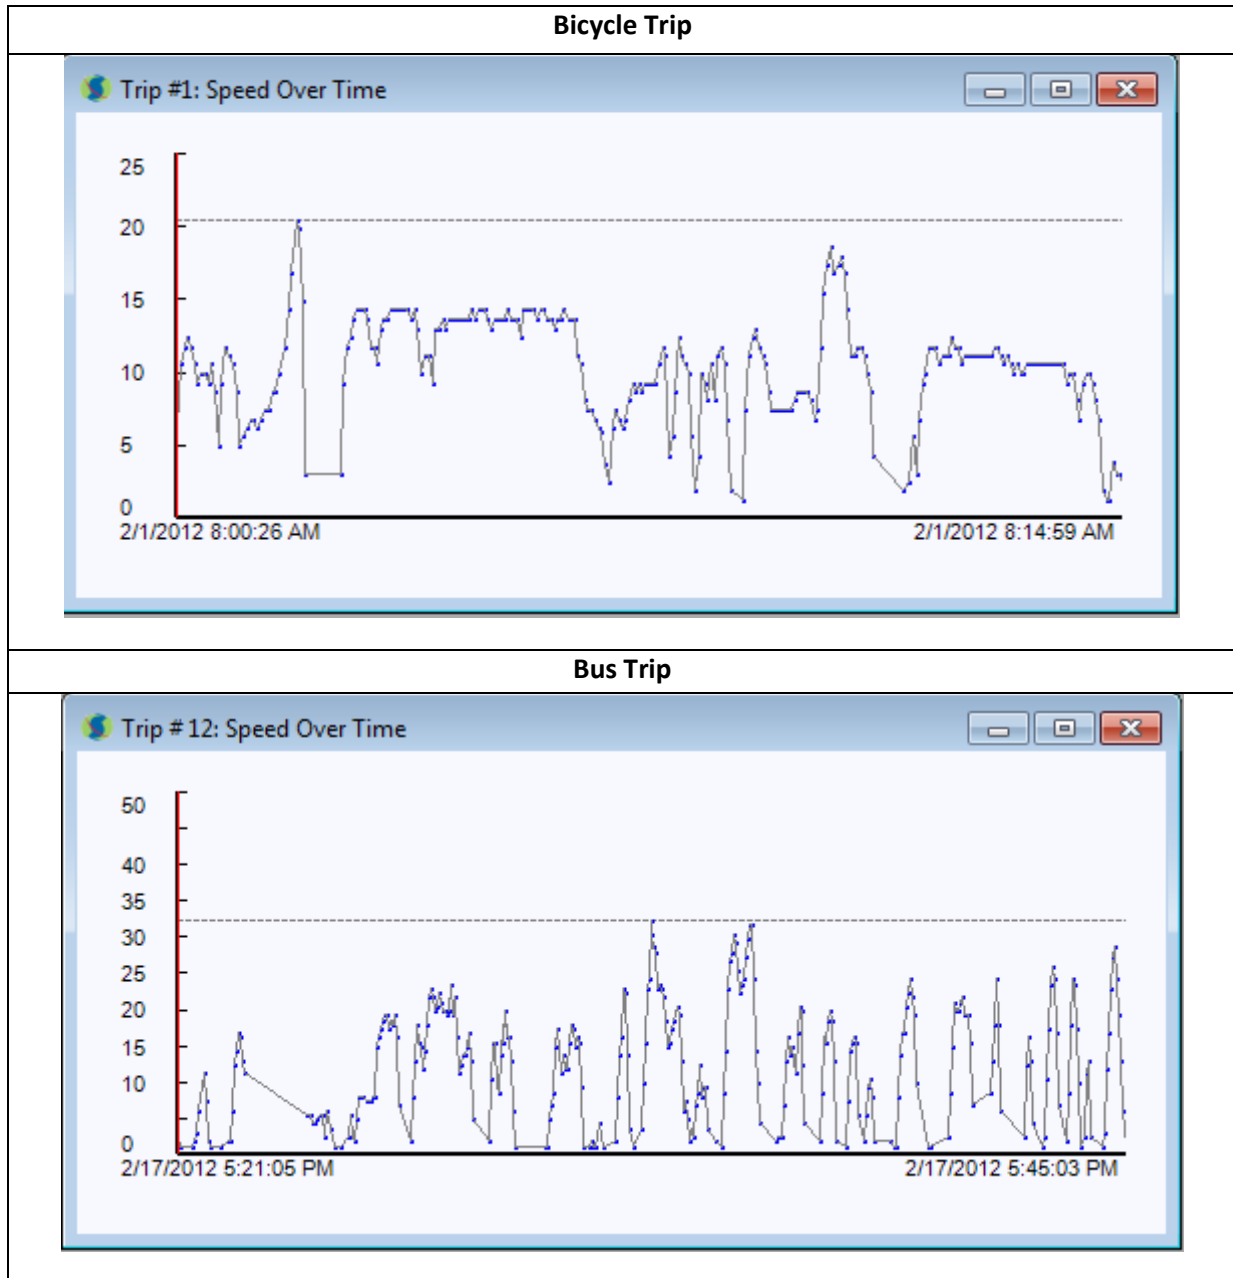 Bicycle Trip
Trip #1: Speed Over Time
25
20
15
10
5
0
2/1/2012 8:00:26 AM 2/1/2012 8:14:59 AM
Bus Trip
Trip # 12: Speed Over Time
50
40
35
30
25
20
15
10
0
2/17/2012 5:21:05 PM 2/17/2012 5:45:03 PM